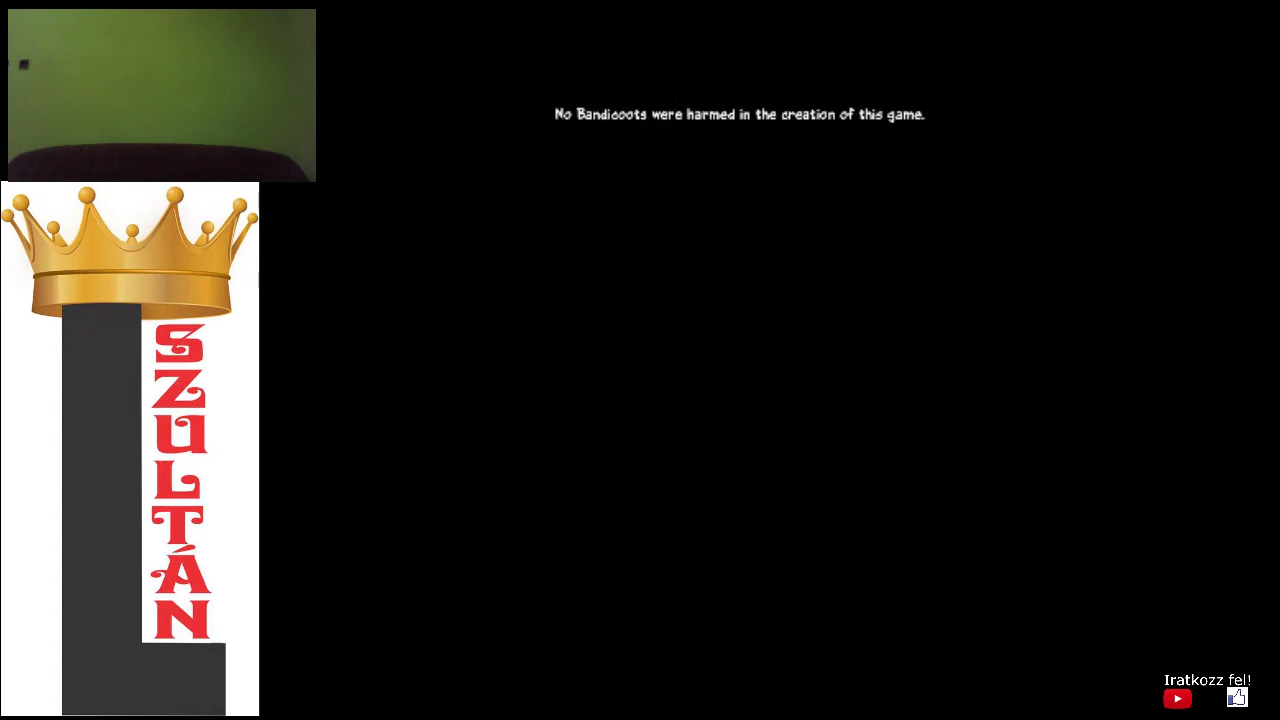 No Bandicoots were harmed in the creation of this game.
L
SZULTÁN
Iratkozz fel!